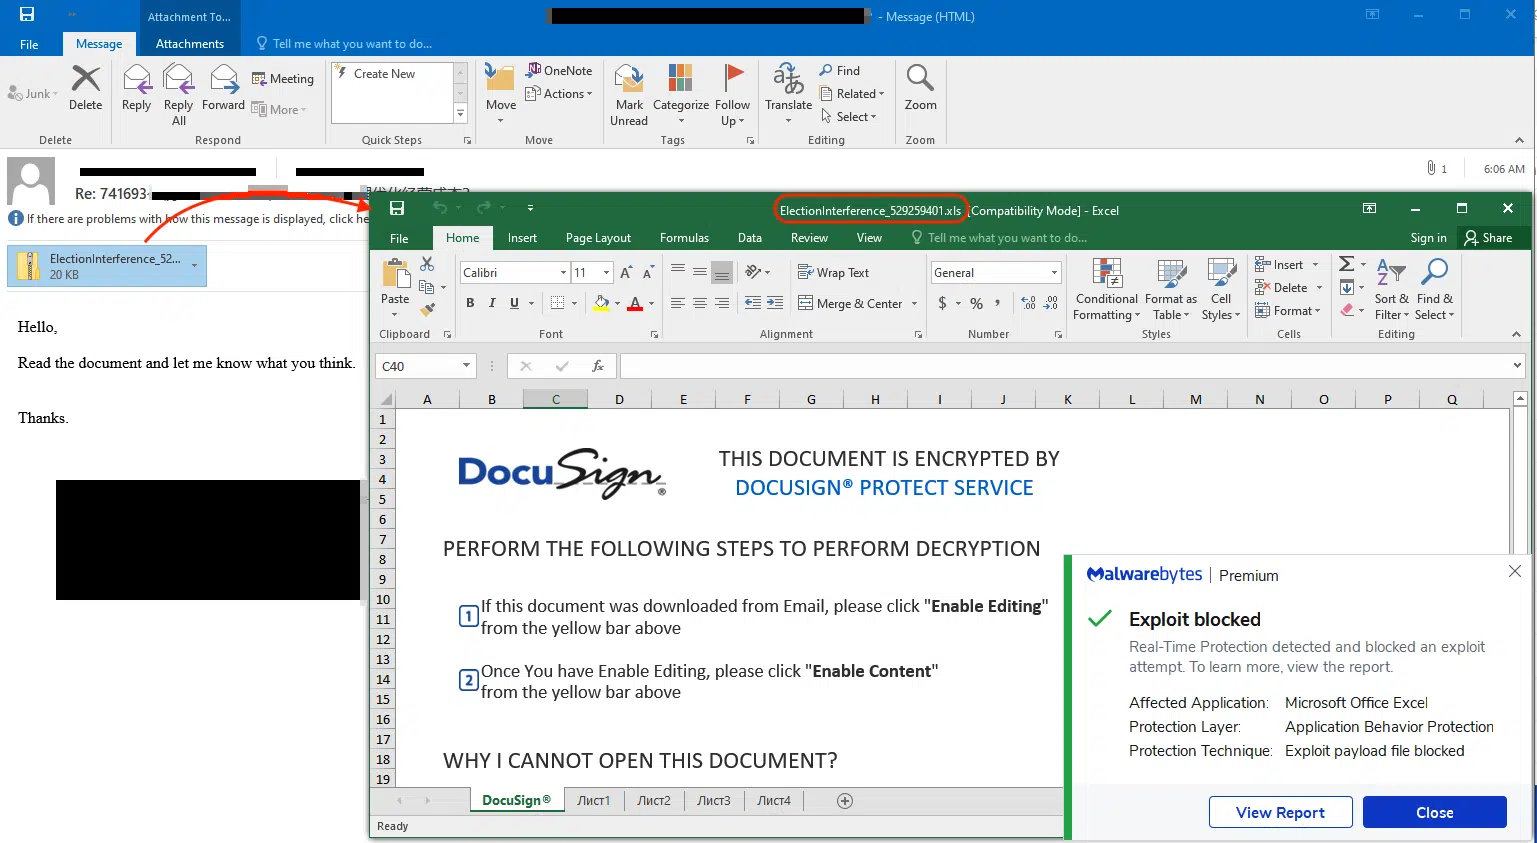 Attachment To...
- Message (HTML)
File
Message
Attachments
Tell me what you want to do...
Junk
Delete
Reply
Reply All
Forward
Meeting
More
Create New
Move
OneNote
Actions
Mark Unread
Categorize
Follow Up
Translate
Find
Related
Select
Zoom
Delete
Respond
Quick Steps
Move
Tags
Editing
Zoom
1
6:06 AM
Re: 741693-
If there are problems with how this message is displayed, click he
ElectionInterference_52...
20 KB
Hello,
Read the document and let me know what you think.
Thanks.
ElectionInterference_529259401.xls [Compatibility Mode] - Excel
File
Home
Insert
Page Layout
Formulas
Data
Review
View
Tell me what you want to do...
Sign in
Share
Paste
Calibri
11
B I U
Wrap Text
Merge & Center
General
$ % ,
Conditional Formatting
Format as Table
Cell Styles
Insert
Delete
Format
Sort & Filter
Find & Select
Clipboard
Font
Alignment
Number
Styles
Cells
Editing
C40
fx
A B C D E F G H I J K L M N O P Q
1
2
3
4
5
6
7
8
9
10
11
12
13
14
15
16
17
18
19
DocuSign®
THIS DOCUMENT IS ENCRYPTED BY
DOCUSIGN® PROTECT SERVICE
PERFORM THE FOLLOWING STEPS TO PERFORM DECRYPTION
1 If this document was downloaded from Email, please click "Enable Editing"
from the yellow bar above
2 Once You have Enable Editing, please click "Enable Content"
from the yellow bar above
WHY I CANNOT OPEN THIS DOCUMENT?
DocuSign®
Лист1
Лист2
Лист3
Лист4
Ready
Malwarebytes | Premium
Exploit blocked
Real-Time Protection detected and blocked an exploit
attempt. To learn more, view the report.
Affected Application: Microsoft Office Excel
Protection Layer: Application Behavior Protection
Protection Technique: Exploit payload file blocked
View Report
Close